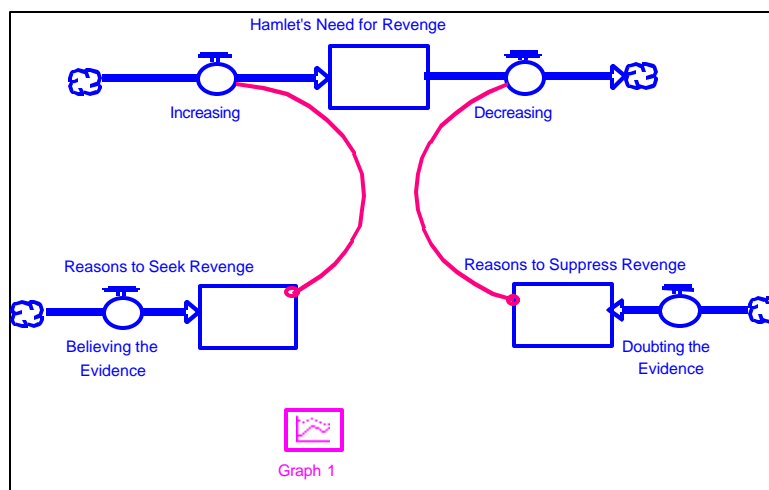 Hamlet's Need for Revenge
Increasing
Decreasing
Reasons to Seek Revenge
Reasons to Suppress Revenge
Believing the
Evidence
Doubting the
Evidence
Graph 1